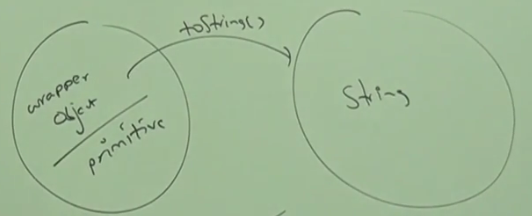 toString()
wrapper
Object
primitive
String